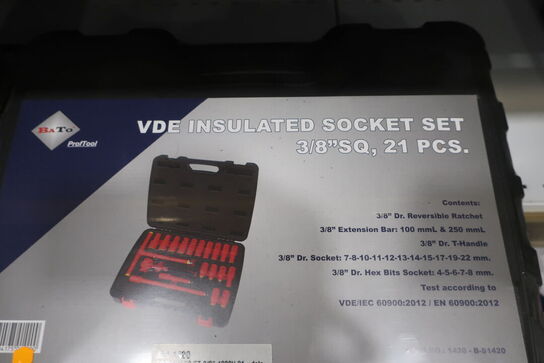 BATO
ProfTool
VDE INSULATED SOCKET SET
3/8"SQ, 21 PCS.
Contents:
3/8" Dr. Reversible Ratchet
3/8" Extension Bar: 100 mmL & 250 mmL
3/8" Dr. T-Handle
3/8" Dr. Socket: 7-8-10-11-12-13-14-15-16-17-19-22 mm.
3/8" Dr. Hex Bits Socket: 4-5-6-7-8 mm.
Test according to
VDE/IEC 60900:2012 / EN 60900:2012
1420 - B-S1420